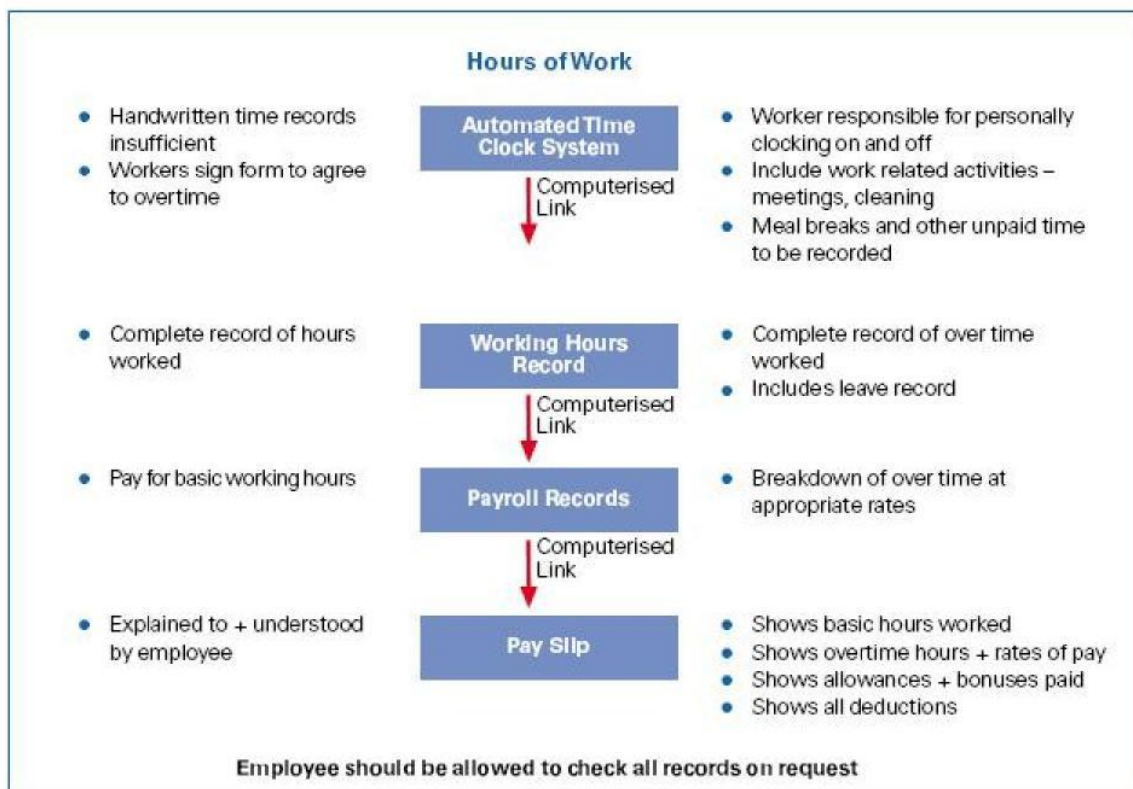 Hours of Work
Handwritten time records
insufficient
Workers sign form to agree
to overtime
Automated Time
Clock System
Computerised
Link
Worker responsible for personally
clocking on and off
Include work related activities –
meetings, cleaning
Meal breaks and other unpaid time
to be recorded
Complete record of hours
worked
Working Hours
Record
Computerised
Link
Complete record of over time
worked
Includes leave record
Pay for basic working hours
Payroll Records
Computerised
Link
Breakdown of over time at
appropriate rates
Explained to + understood
by employee
Pay Slip
Shows basic hours worked
Shows overtime hours + rates of pay
Shows allowances + bonuses paid
Shows all deductions
Employee should be allowed to check all records on request